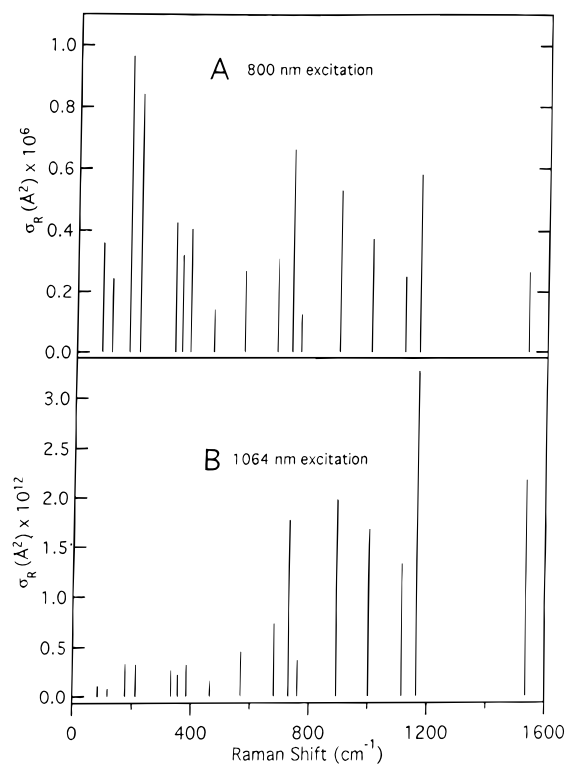 1.0
A 800 nm excitation
0.8
σR (Å²) x 10⁶
0.6
0.4
0.2
0.0
3.0
2.5
B 1064 nm excitation
2.0
σR (Å²) x 10¹²
1.5
1.0
0.5
0.0
0 400 800 1200 1600
Raman Shift (cm⁻¹)